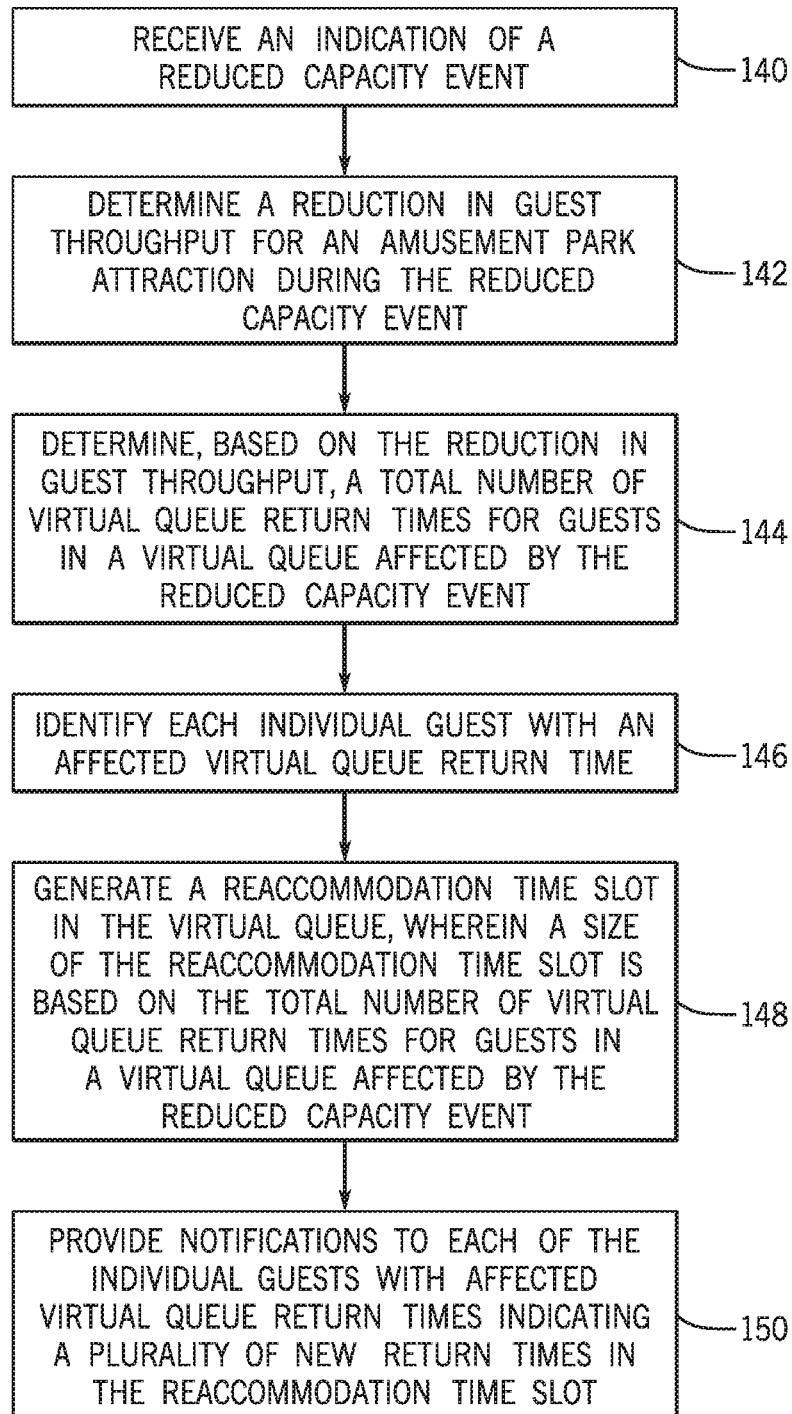 RECEIVE AN INDICATION OF A
REDUCED CAPACITY EVENT
140
DETERMINE A REDUCTION IN GUEST
THROUGHPUT FOR AN AMUSEMENT PARK
ATTRACTION DURING THE REDUCED
CAPACITY EVENT
142
DETERMINE, BASED ON THE REDUCTION IN
GUEST THROUGHPUT, A TOTAL NUMBER OF
VIRTUAL QUEUE RETURN TIMES FOR GUESTS
IN A VIRTUAL QUEUE AFFECTED BY THE
REDUCED CAPACITY EVENT
144
IDENTIFY EACH INDIVIDUAL GUEST WITH AN
AFFECTED VIRTUAL QUEUE RETURN TIME
146
GENERATE A REACCOMMODATION TIME SLOT
IN THE VIRTUAL QUEUE, WHEREIN A SIZE
OF THE REACCOMMODATION TIME SLOT IS
BASED ON THE TOTAL NUMBER OF VIRTUAL
QUEUE RETURN TIMES FOR GUESTS IN
A VIRTUAL QUEUE AFFECTED BY THE
REDUCED CAPACITY EVENT
148
PROVIDE NOTIFICATIONS TO EACH OF THE
INDIVIDUAL GUESTS WITH AFFECTED
VIRTUAL QUEUE RETURN TIMES INDICATING
A PLURALITY OF NEW RETURN TIMES IN
THE REACCOMMODATION TIME SLOT
150